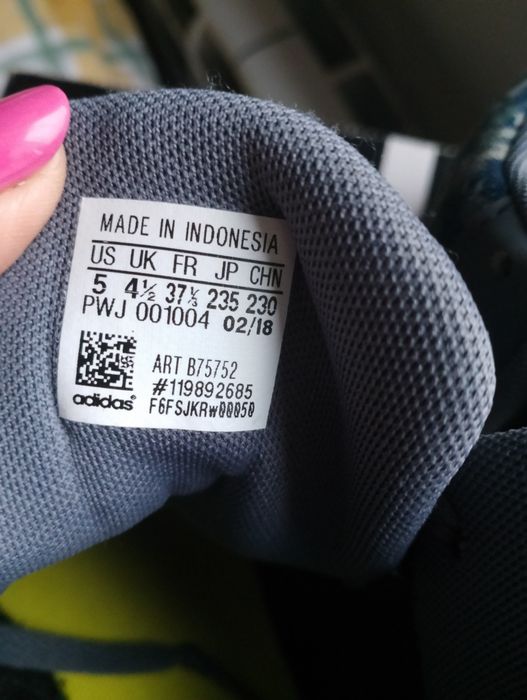 MADE IN INDONESIA
US UK FR JP CHN
5 4½ 37⅓ 235 230
PWJ 001004 02/18
ART B75752
#119892685
adidas F6FSJKRW00050